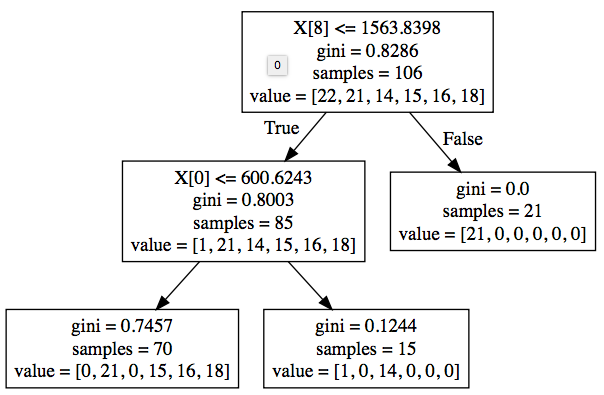 X[8] <= 1563.8398
gini = 0.8286
0
samples = 106
value = [22, 21, 14, 15, 16, 18]
True
False
X[0] <= 600.6243
gini = 0.8003
samples = 85
value = [1, 21, 14, 15, 16, 18]
gini = 0.0
samples = 21
value = [21, 0, 0, 0, 0, 0]
gini = 0.7457
samples = 70
value = [0, 21, 0, 15, 16, 18]
gini = 0.1244
samples = 15
value = [1, 0, 14, 0, 0, 0]